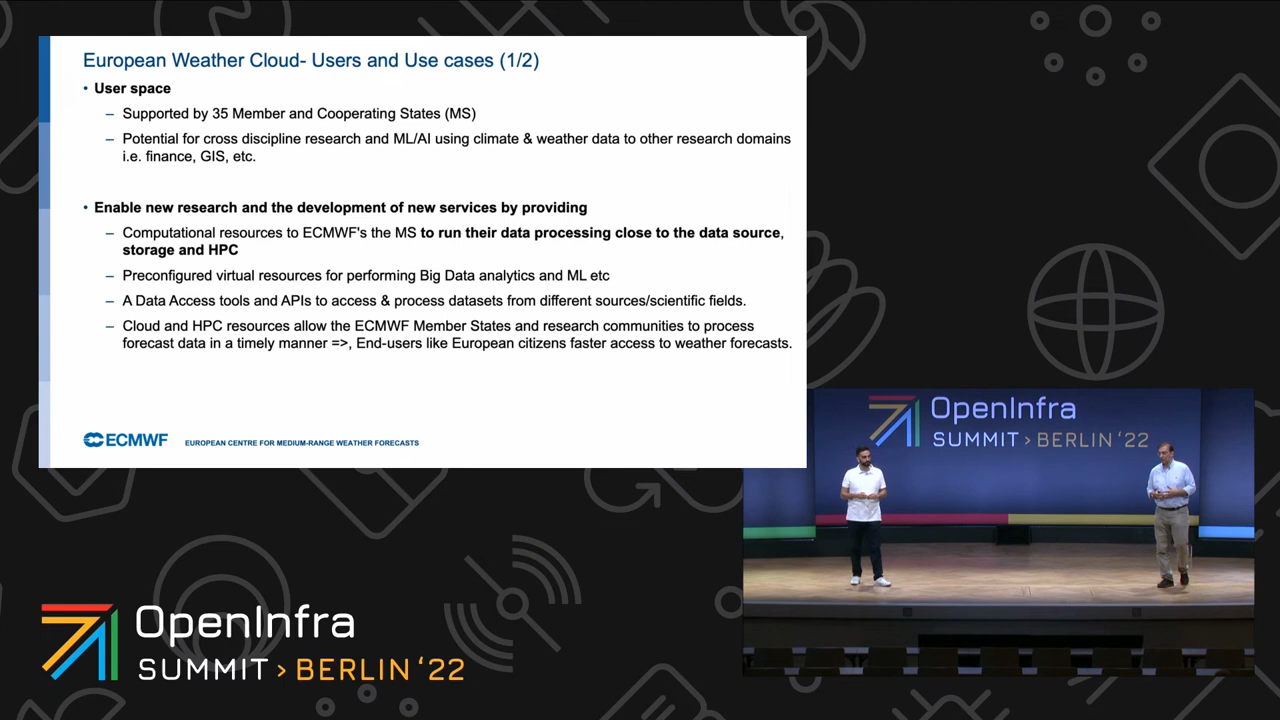 European Weather Cloud- Users and Use cases (1/2)
• User space
– Supported by 35 Member and Cooperating States (MS)
– Potential for cross discipline research and ML/AI using climate & weather data to other research domains
i.e. finance, GIS, etc.
• Enable new research and the development of new services by providing
– Computational resources to ECMWF's the MS to run their data processing close to the data source,
storage and HPC
– Preconfigured virtual resources for performing Big Data analytics and ML etc
– A Data Access tools and APIs to access & process datasets from different sources/scientific fields.
– Cloud and HPC resources allow the ECMWF Member States and research communities to process
forecast data in a timely manner =>, End-users like European citizens faster access to weather forecasts.
ECMWF EUROPEAN CENTRE FOR MEDIUM-RANGE WEATHER FORECASTS
OpenInfra
SUMMIT > BERLIN '22
OpenInfra
SUMMIT > BERLIN '22